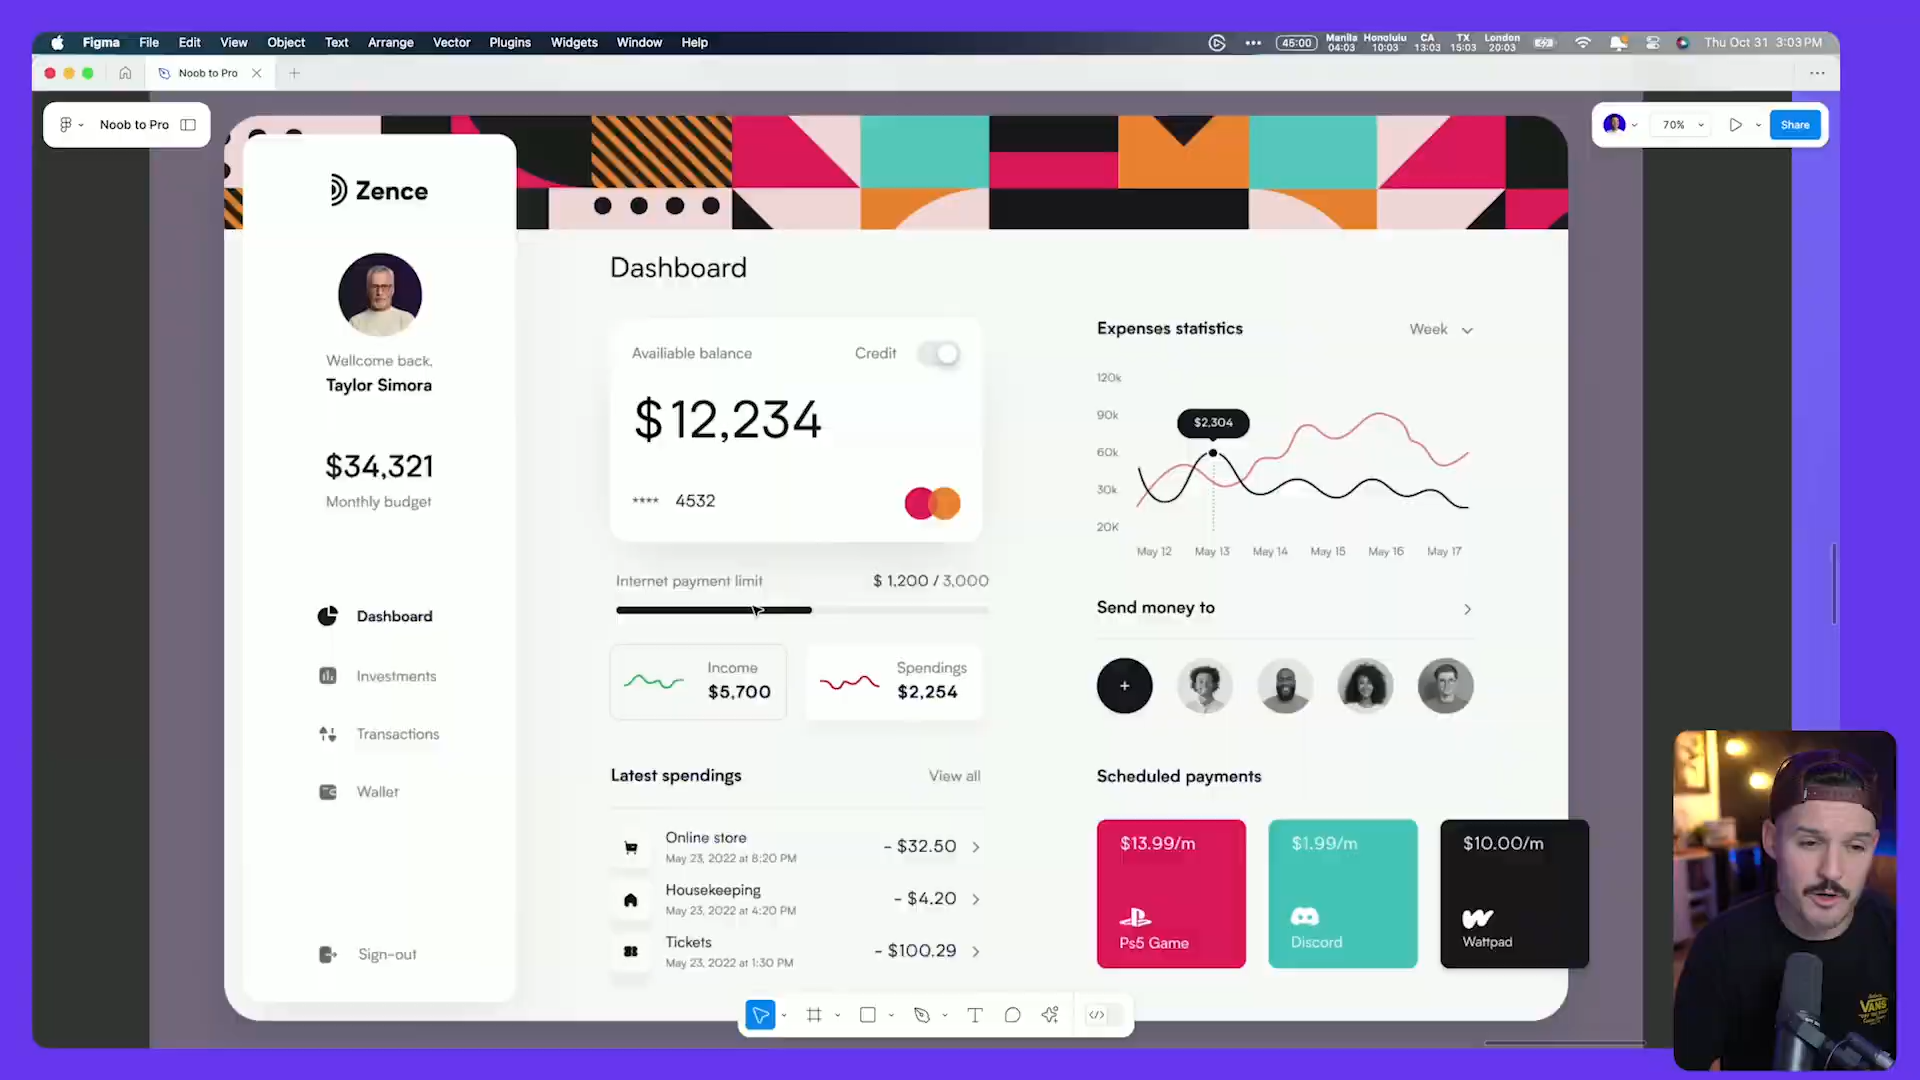 Figma File Edit View Object Text Arrange Vector Plugins Widgets Window Help
45:00
Manila 04:03
Honolulu 10:03
CA 13:03
TX 15:03
London 20:03
Thu Oct 31 3:03 PM
Noob to Pro
Noob to Pro
70%
Share
Zence
Wellcome back,
Taylor Simora
$34,321
Monthly budget
Dashboard
Investments
Transactions
Wallet
Sign-out
Dashboard
Availiable balance
Credit
$12,234
**** 4532
Internet payment limit
$ 1,200 / 3,000
Income
$5,700
Spendings
$2,254
Latest spendings
View all
Online store
May 23, 2022 at 8:20 PM
- $32.50
Housekeeping
May 23, 2022 at 4:20 PM
- $4.20
Tickets
May 23, 2022 at 1:30 PM
- $100.29
Expenses statistics
Week
120k
90k
60k
30k
20K
$2,304
May 12 May 13 May 14 May 15 May 16 May 17
Send money to
Scheduled payments
$13.99/m
Ps5 Game
$1.99/m
Discord
$10.00/m
Wattpad
VANS